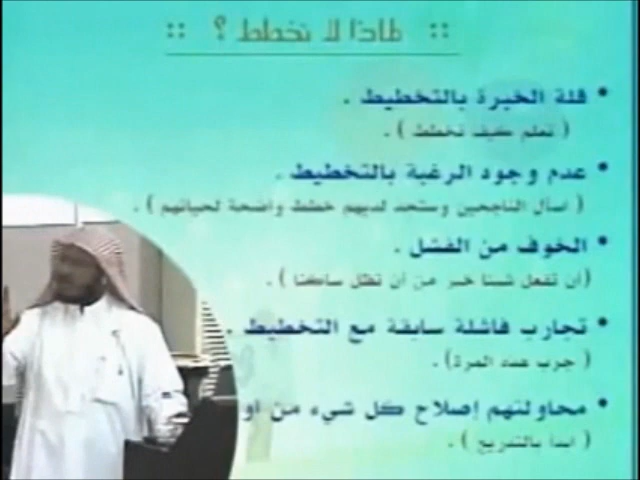 :: لماذا لا نخطط ؟ ::
• قلة الخبرة بالتخطيط .
( تعلم كيف تخطط ) .
• عدم وجود الرغبة بالتخطيط .
( اسأل الناجحين وستجد لديهم خطط واضحة لحياتهم ) .
• الخوف من الفشل .
(أن تفعل شيئا خير من أن تظل ساكنا ) .
• تجارب فاشلة سابقة مع التخطيط .
( جرب هذه المرة) .
• محاولتهم إصلاح كل شيء من أو
( ابدأ بالتدريج ) .